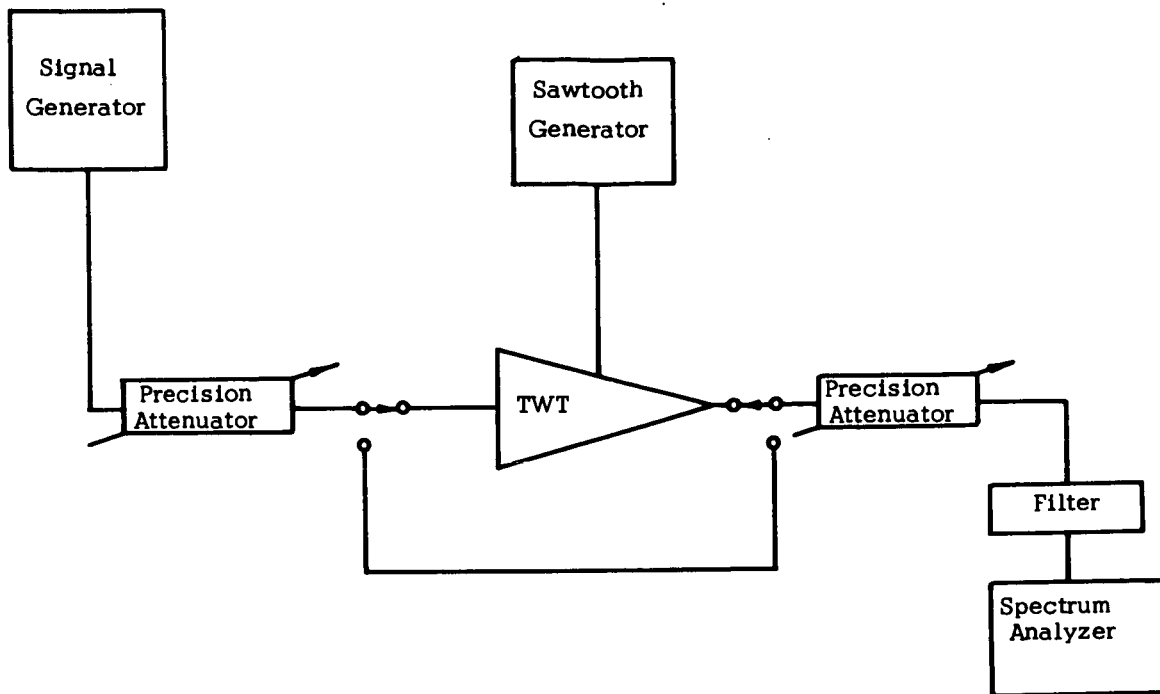 Signal
Generator
Sawtooth
Generator
Precision
Attenuator
TWT
Precision
Attenuator
Filter
Spectrum
Analyzer